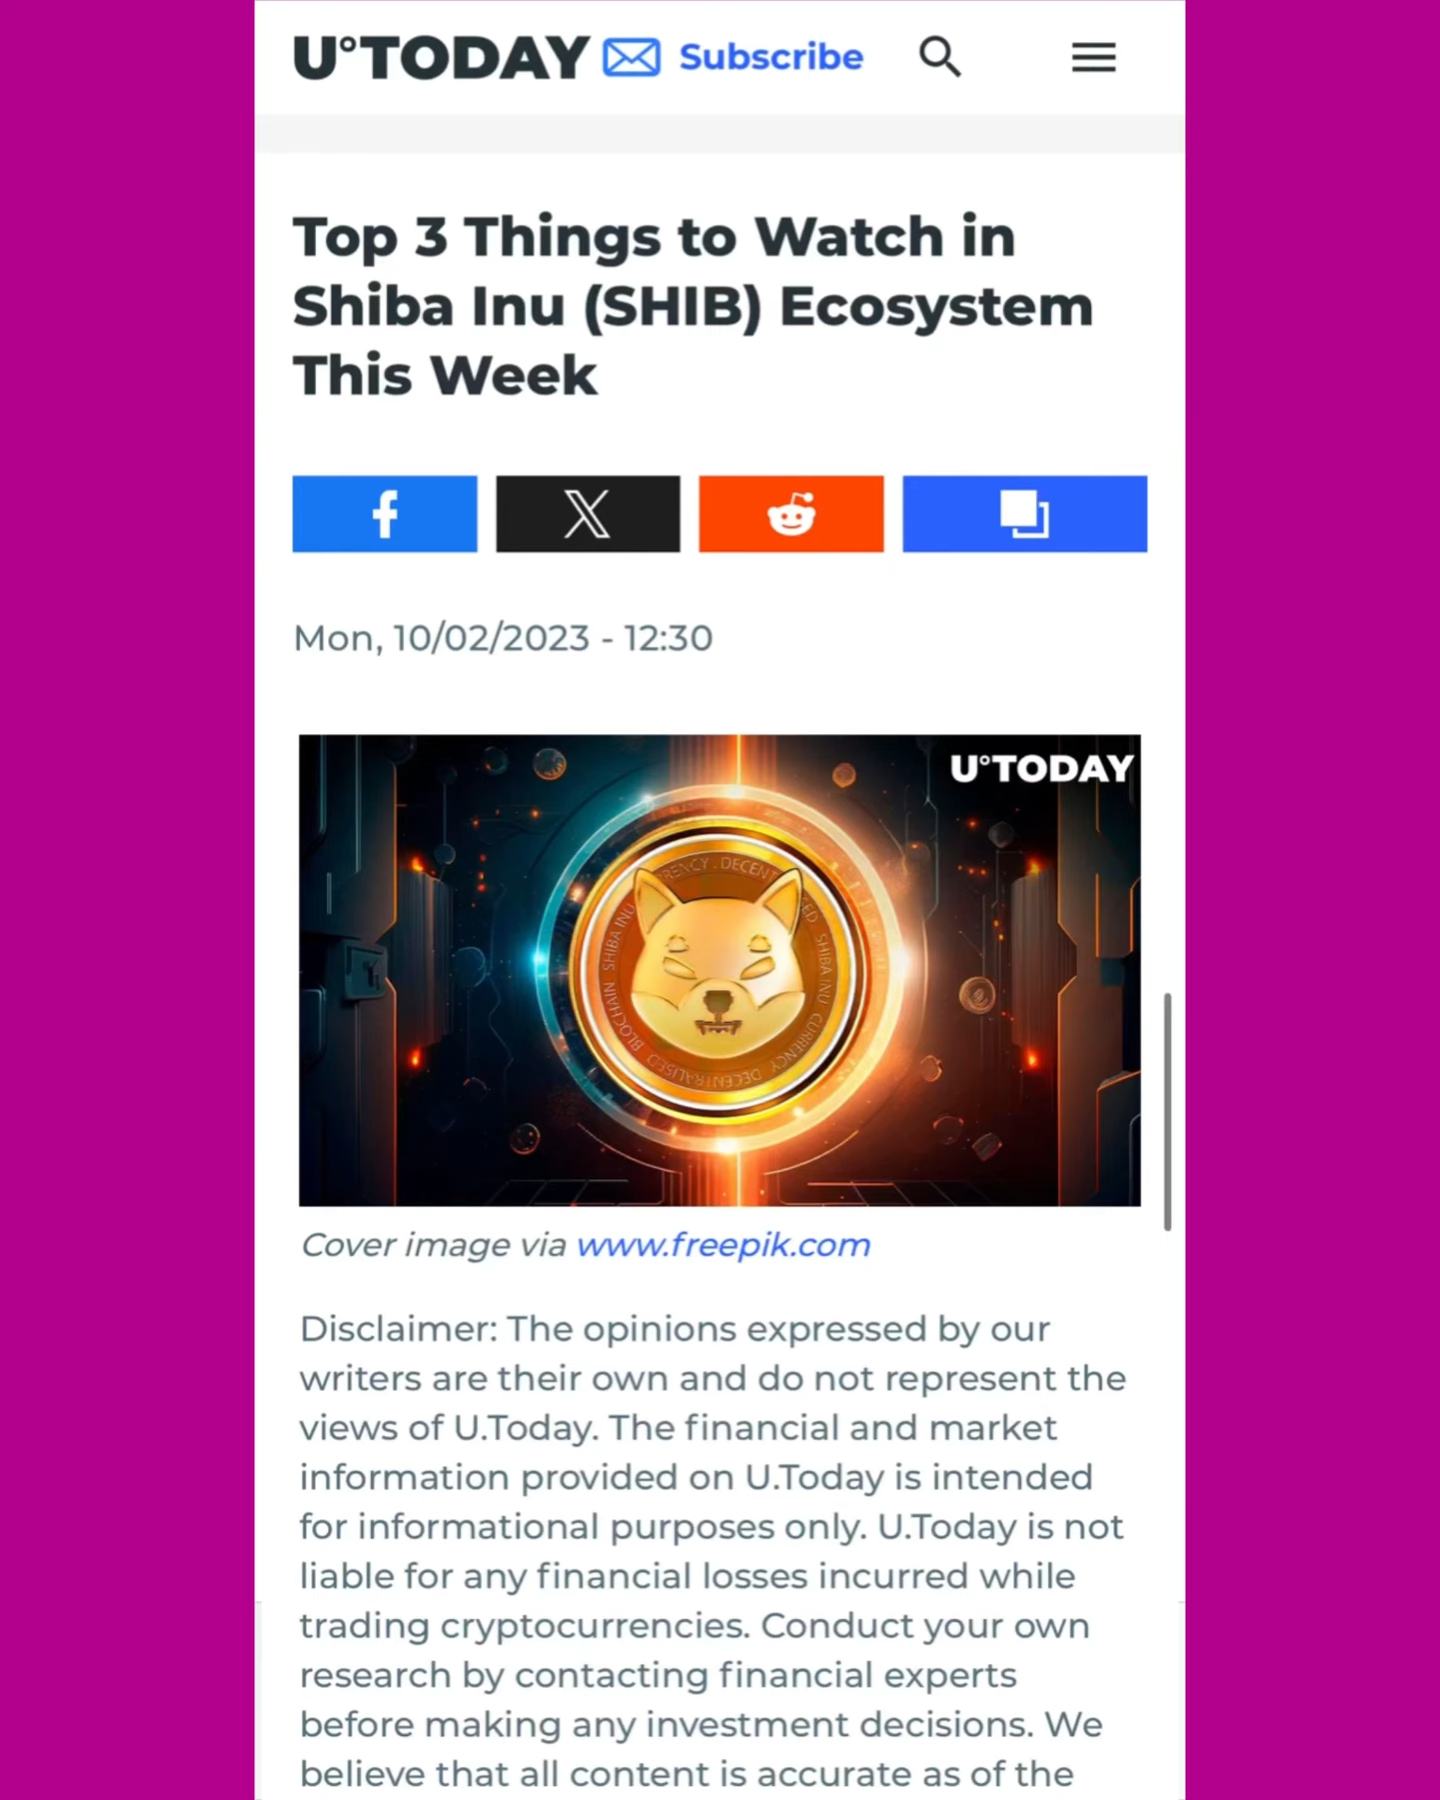 U°TODAY Subscribe
Top 3 Things to Watch in
Shiba Inu (SHIB) Ecosystem
This Week
Mon, 10/02/2023 - 12:30
U°TODAY
SHIBA INU CURRENCY DECENTRALISED BLOCHAIN SHIBA INU
Cover image via www.freepik.com
Disclaimer: The opinions expressed by our
writers are their own and do not represent the
views of U.Today. The financial and market
information provided on U.Today is intended
for informational purposes only. U.Today is not
liable for any financial losses incurred while
trading cryptocurrencies. Conduct your own
research by contacting financial experts
before making any investment decisions. We
believe that all content is accurate as of the